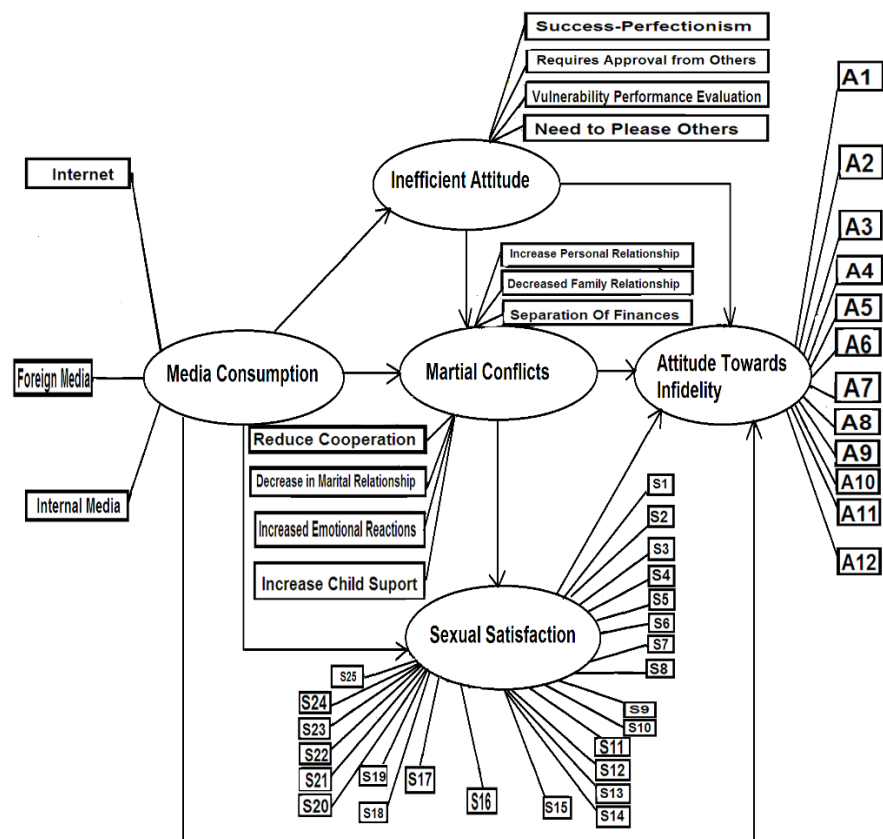 Success-Perfectionism
Requires Approval from Others
Vulnerability Performance Evaluation
Need to Please Others
A1
A2
A3
A4
A5
A6
A7
A8
A9
A10
A11
A12
Internet
Inefficient Attitude
Increase Personal Relationship
Decreased Family Relationship
Separation Of Finances
Foreign Media
Media Consumption
Martial Conflicts
Attitude Towards
Infidelity
Internal Media
Reduce Cooperation
Decrease in Marital Relationship
Increased Emotional Reactions
Increase Child Suport
Sexual Satisfaction
S1
S2
S3
S4
S5
S6
S7
S8
S9
S10
S11
S12
S13
S14
S15
S16
S17
S18
S19
S20
S21
S22
S23
S24
S25